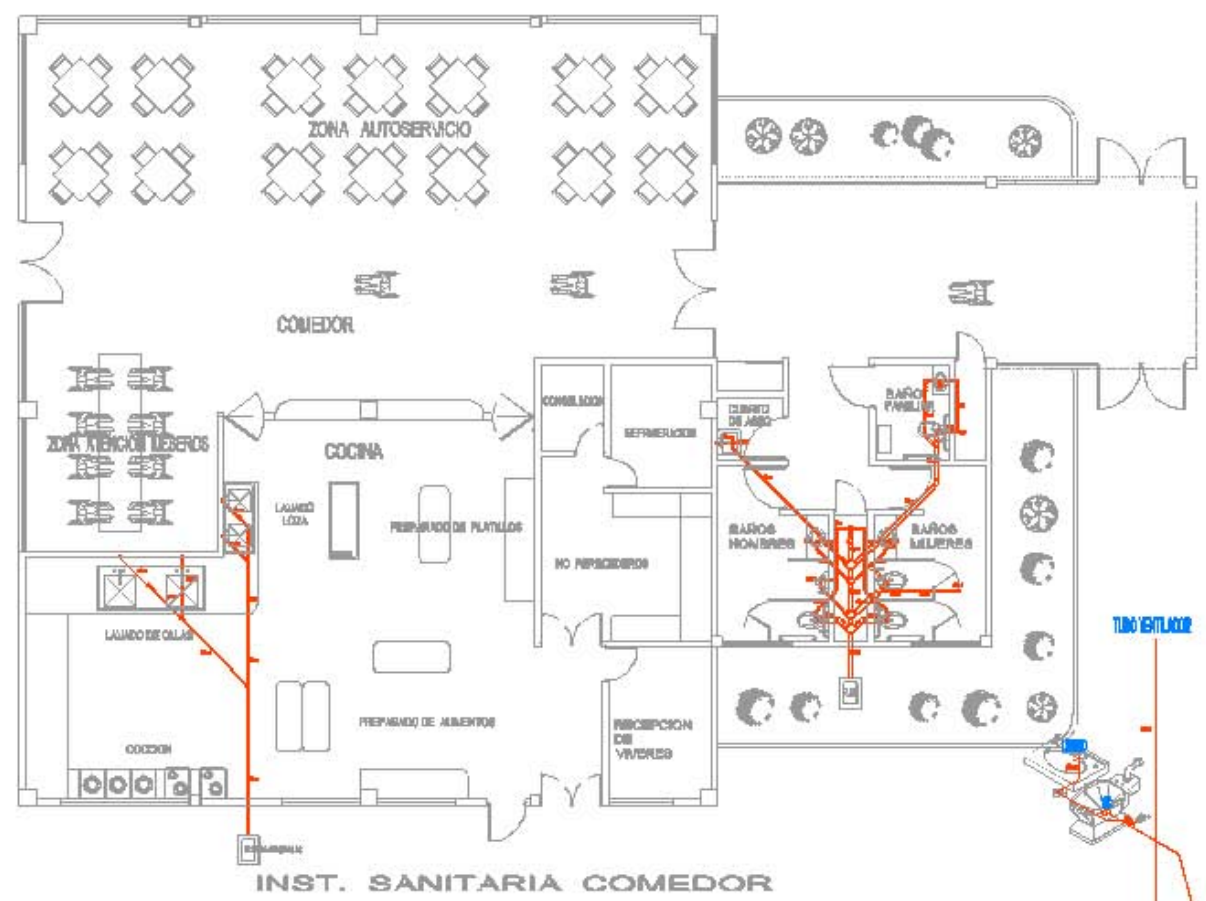 ZONA AUTOSERVICIO
COMEDOR
ZONA ATENCION MESEROS
COCINA
CONGELADOR
REFRIGERACION
CUARTO
DE ASEO
BAÑO
FAMILIAR
LAVADO
LOZA
PREPARADO DE PLATILLOS
NO PERECEDEROS
BAÑOS
HOMBRES
BAÑOS
MUJERES
LAVADO DE OLLAS
TUBO VENTILADOR
PREPARADO DE ALIMENTOS
RECEPCION
DE
VIVERES
COCCION
INST. SANITARIA COMEDOR